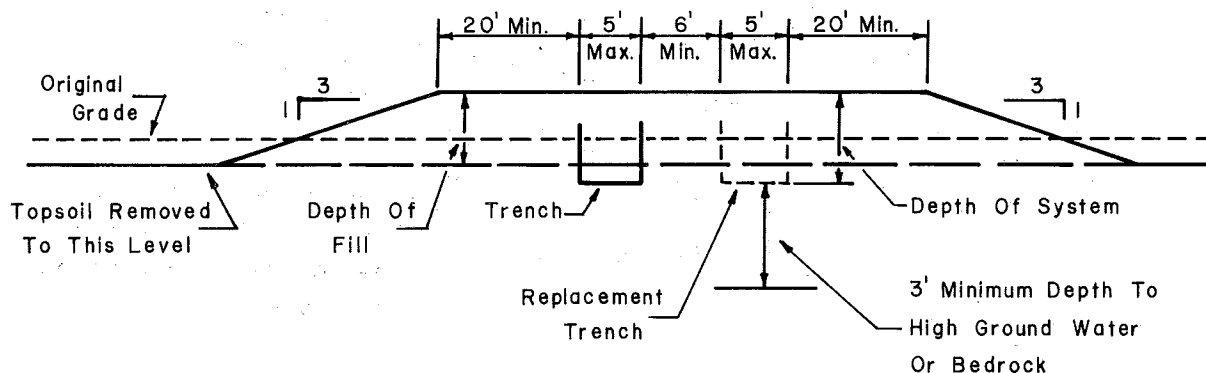 20' Min.
5'
Max.
6'
Min.
5'
Max.
20' Min.
Original
Grade
1
3
3
1
Topsoil Removed
To This Level
Depth Of
Fill
Trench
Depth Of System
Replacement
Trench
3' Minimum Depth To
High Ground Water
Or Bedrock